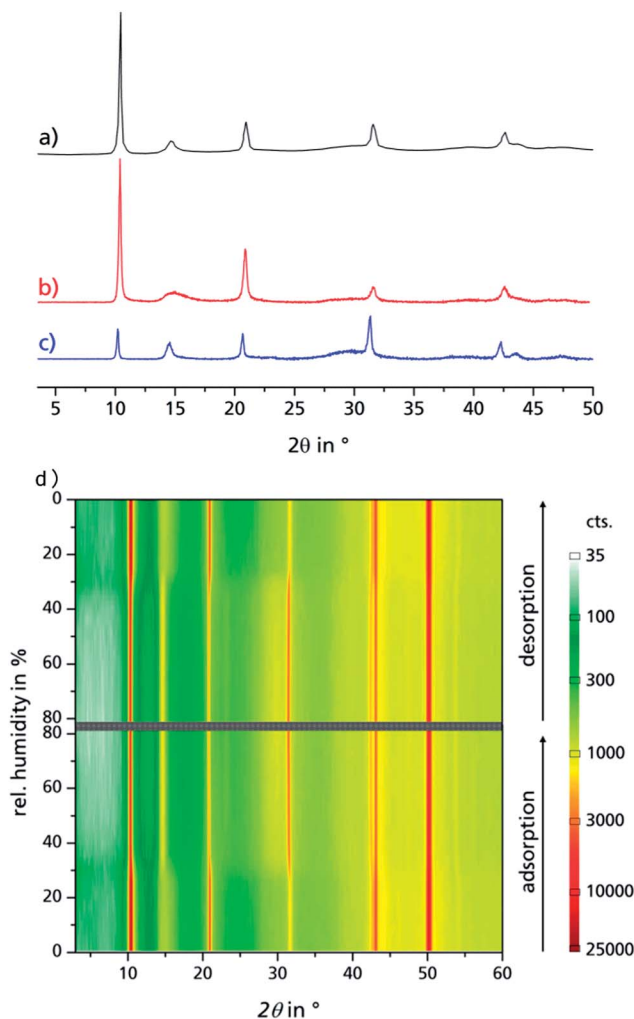 a)
b)
c)
5 10 15 20 25 30 35 40 45 50
2θ in °
d)
cts.
0
20
40
60
80
80
60
40
20
0
rel. humidity in %
10 20 30 40 50 60
2θ in °
desorption
adsorption
35
100
300
1000
3000
10000
25000